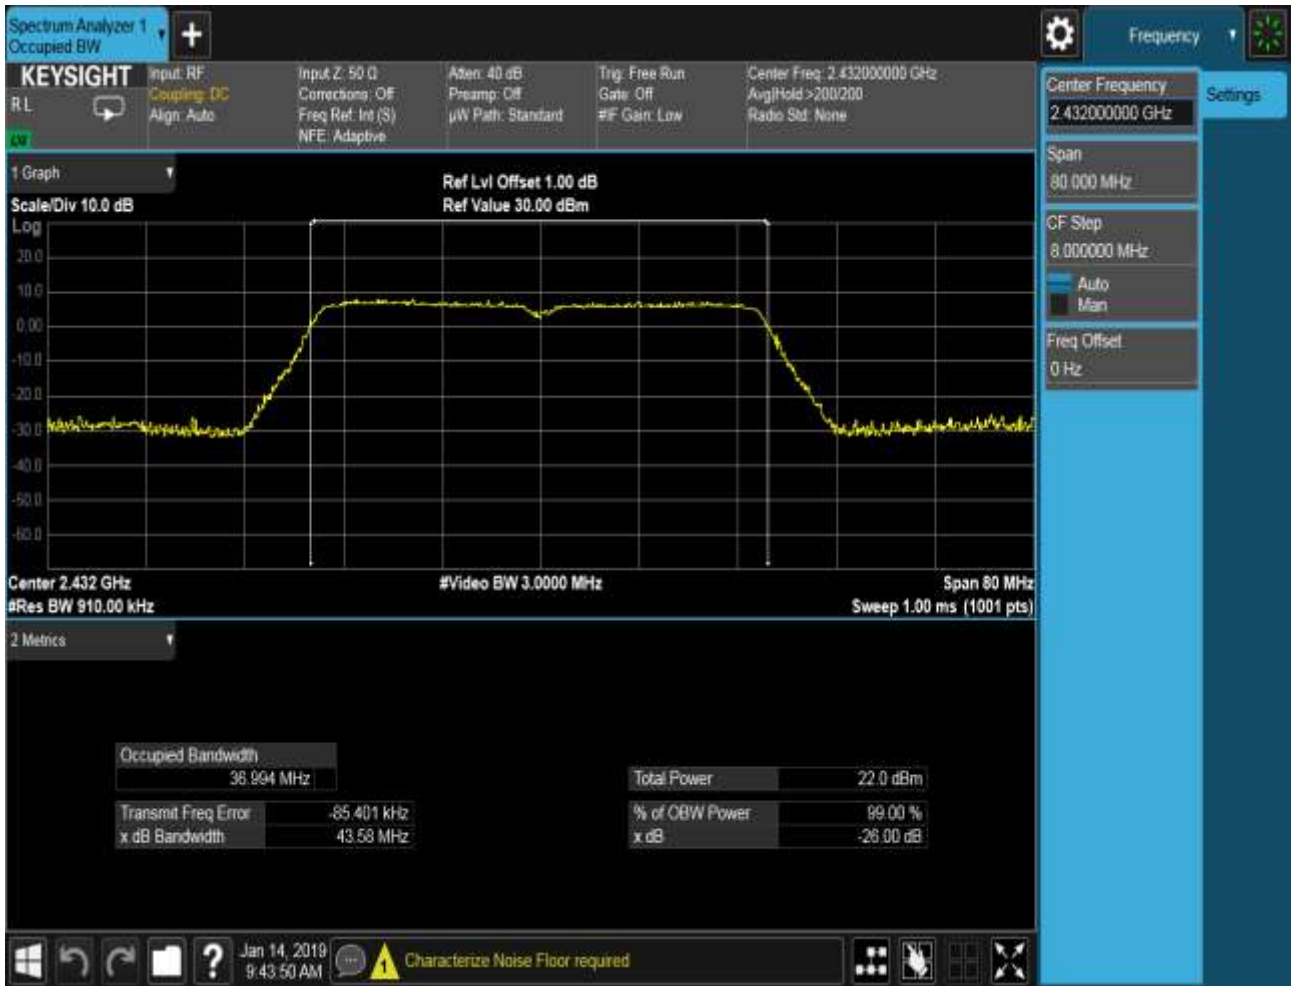 Spectrum Analyzer 1
Occupied BW
Frequency
KEYSIGHT
RL
LXI
Input: RF
Coupling: DC
Align: Auto
Input Z: 50 Ω
Corrections: Off
Freq Ref: Int (S)
NFE: Adaptive
Atten: 40 dB
Preamp: Off
µW Path: Standard
Trig: Free Run
Gate: Off
#IF Gain: Low
Center Freq: 2.432000000 GHz
Avg|Hold:>200/200
Radio Std: None
Center Frequency
2.432000000 GHz
Settings
Span
80.000 MHz
CF Step
8.000000 MHz
Auto
Man
Freq Offset
0 Hz
1 Graph
Scale/Div 10.0 dB
Ref Lvl Offset 1.00 dB
Ref Value 30.00 dBm
Log
20.0
10.0
0.00
-10.0
-20.0
-30.0
-40.0
-50.0
-60.0
Center 2.432 GHz
#Video BW 3.0000 MHz
Span 80 MHz
#Res BW 910.00 kHz
Sweep 1.00 ms (1001 pts)
2 Metrics
Occupied Bandwidth
36.994 MHz
Total Power 22.0 dBm
Transmit Freq Error -85.401 kHz
% of OBW Power 99.00 %
x dB Bandwidth 43.58 MHz
x dB -26.00 dB
?
Jan 14, 2019
9:43:50 AM
1
Characterize Noise Floor required